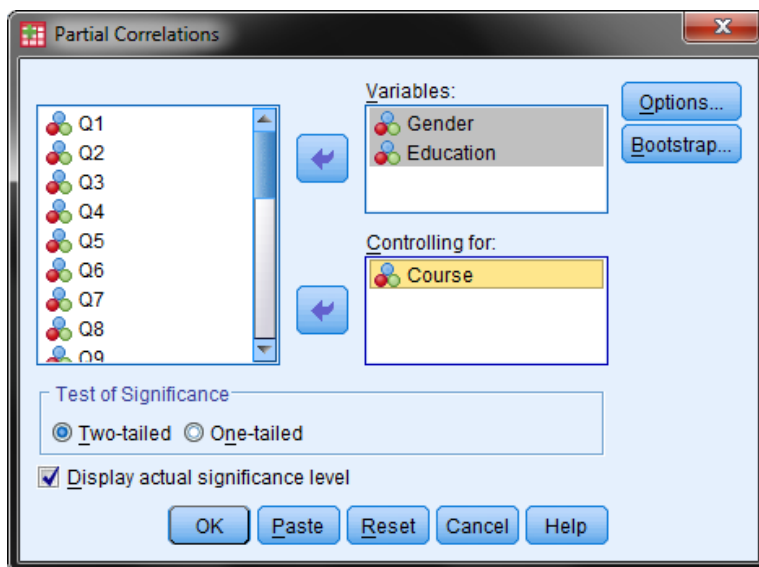 Partial Correlations
x
Q1
Q2
Q3
Q4
Q5
Q6
Q7
Q8
Q9
Variables:
Gender
Education
Controlling for:
Course
Options...
Bootstrap...
Test of Significance
Two-tailed One-tailed
Display actual significance level
OK Paste Reset Cancel Help